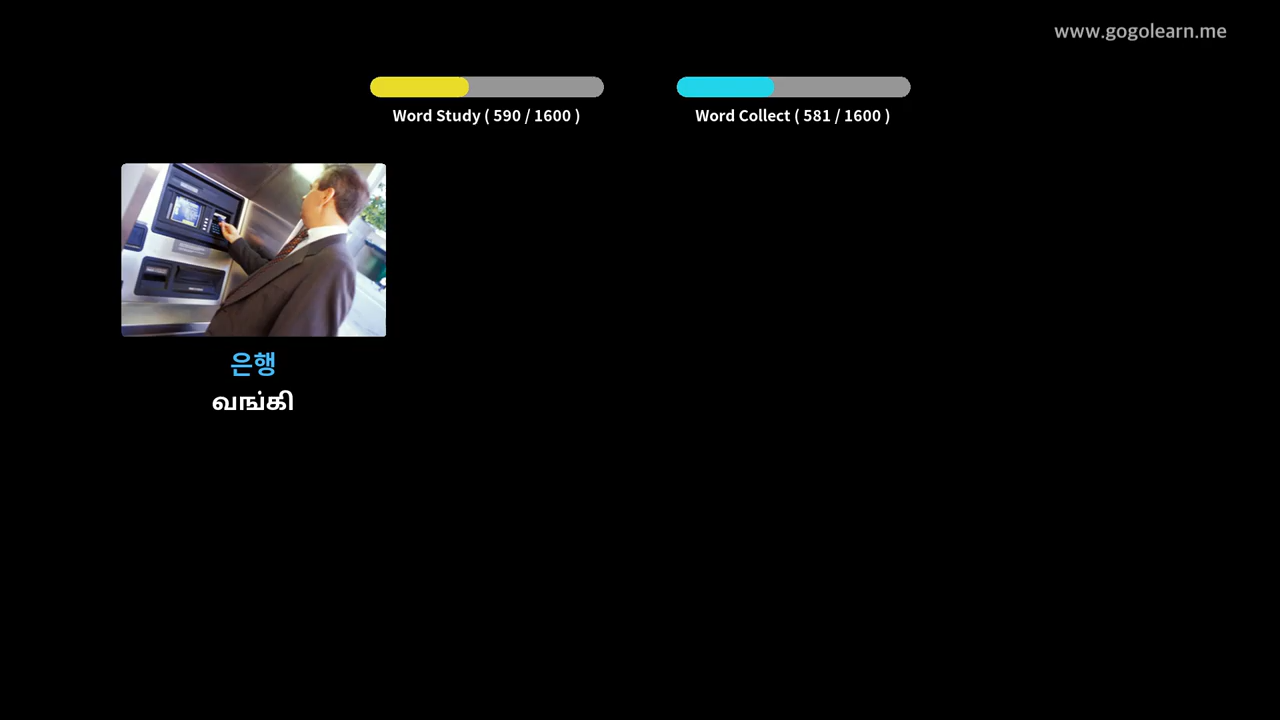 www.gogolearn.me
Word Study ( 590 / 1600 )
Word Collect ( 581 / 1600 )
은행
வங்கி